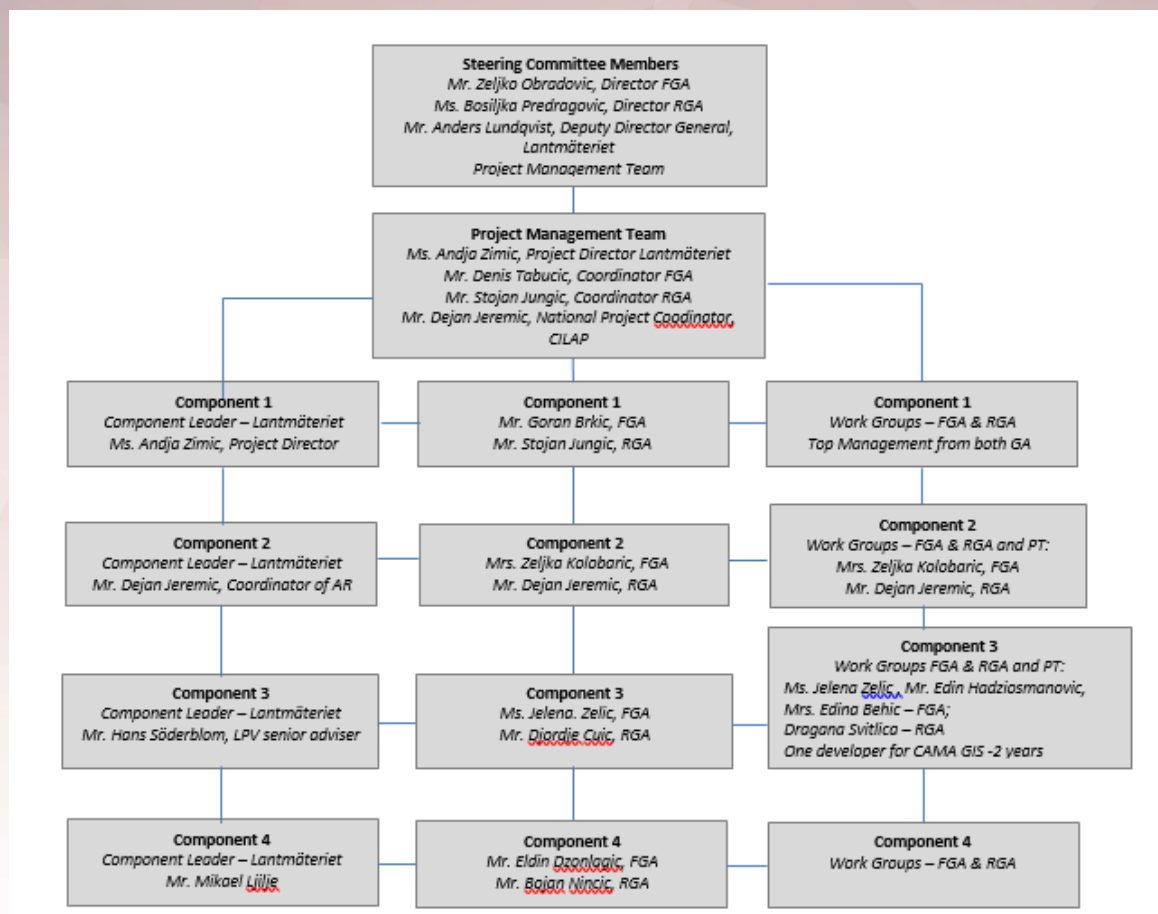 Steering Committee Members
Mr. Zeljko Obradovic, Director FGA
Ms. Bosiljka Predragovic, Director RGA
Mr. Anders Lundqvist, Deputy Director General,
Lantmäteriet
Project Management Team
Project Management Team
Ms. Andja Zimic, Project Director Lantmäteriet
Mr. Denis Tabucic, Coordinator FGA
Mr. Stojan Jungic, Coordinator RGA
Mr. Dejan Jeremic, National Project Coodinator,
CILAP
Component 1
Component Leader – Lantmäteriet
Ms. Andja Zimic, Project Director
Component 1
Mr. Goran Brkic, FGA
Mr. Stojan Jungic, RGA
Component 1
Work Groups – FGA & RGA
Top Management from both GA
Component 2
Component Leader – Lantmäteriet
Mr. Dejan Jeremic, Coordinator of AR
Component 2
Mrs. Zeljka Kolobaric, FGA
Mr. Dejan Jeremic, RGA
Component 2
Work Groups – FGA & RGA and PT:
Mrs. Zeljka Kolobaric, FGA
Mr. Dejan Jeremic, RGA
Component 3
Component Leader – Lantmäteriet
Mr. Hans Söderblom, LPV senior adviser
Component 3
Ms. Jelena. Zelic, FGA
Mr. Djordje Cuic, RGA
Component 3
Work Groups FGA & RGA and PT:
Ms. Jelena Zelic , Mr. Edin Hadziosmanovic,
Mrs. Edina Behic – FGA;
Dragana Svitlica – RGA
One developer for CAMA GIS -2 years
Component 4
Component Leader – Lantmäteriet
Mr. Mikael Ljilje
Component 4
Mr. Eldin Dzonlagic, FGA
Mr. Bojan Nincic, RGA
Component 4
Work Groups – FGA & RGA